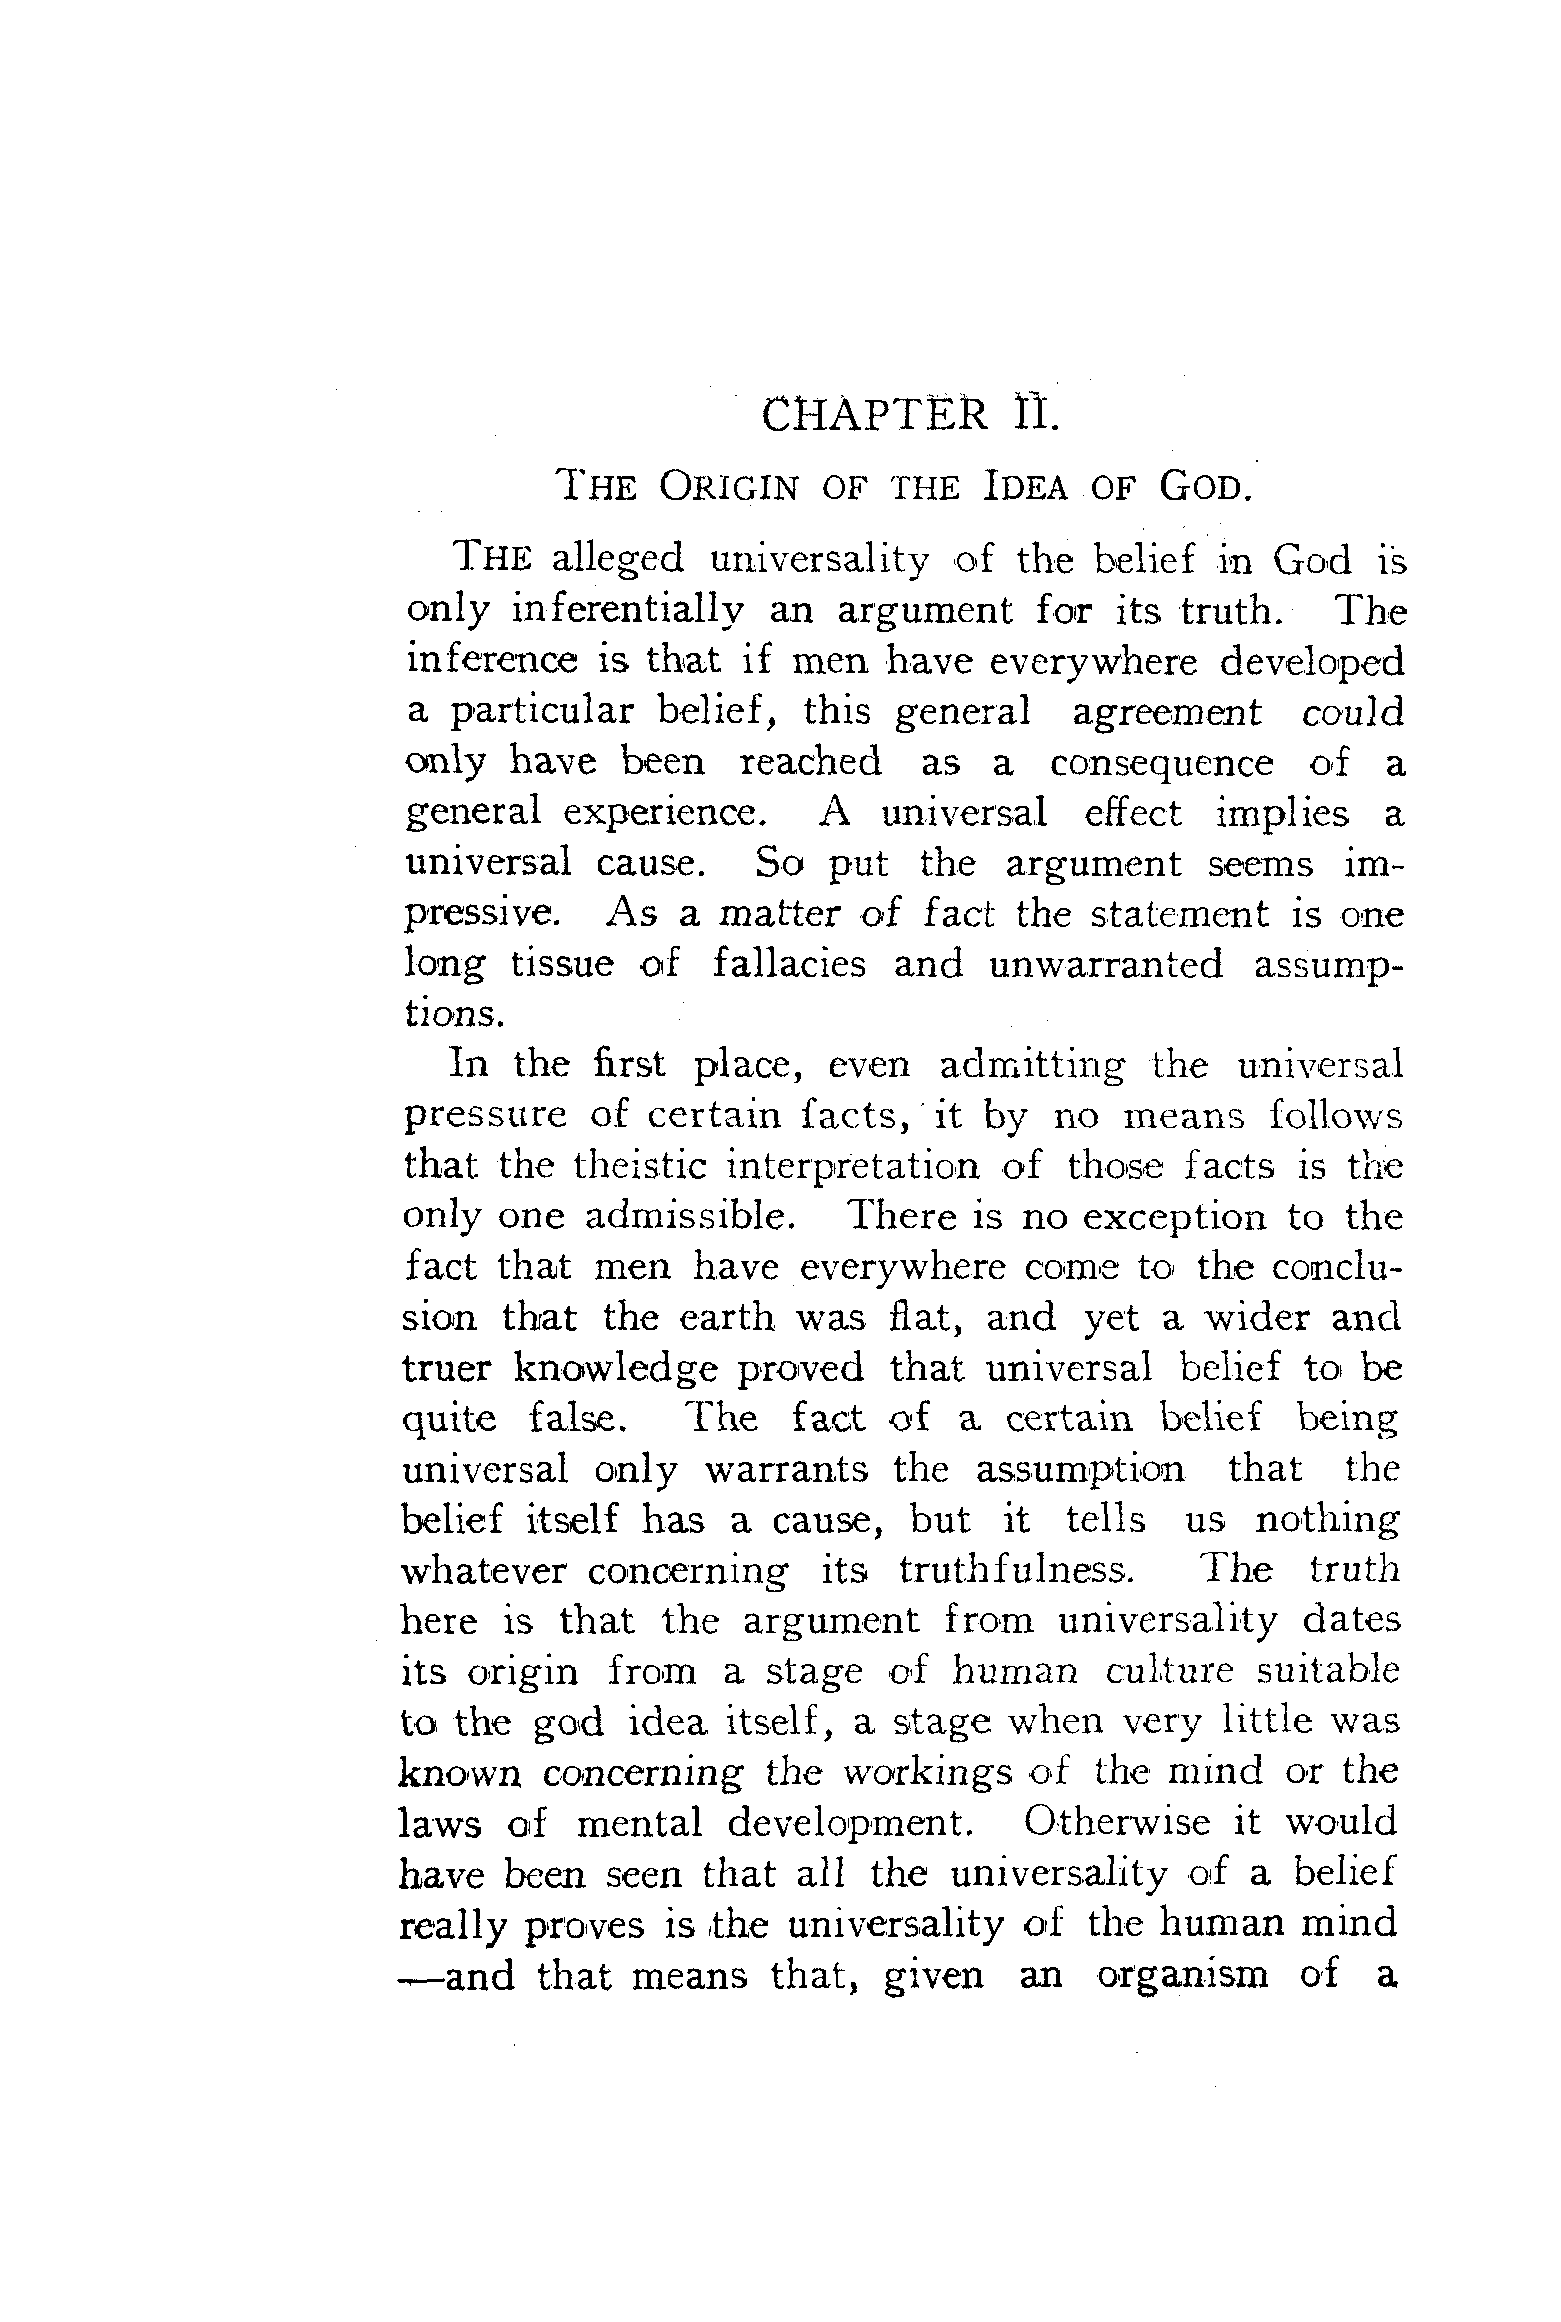 CHAPTER II.
THE ORIGIN OF THE IDEA OF GOD.
THE alleged universality of the belief in God is
only inferentially an argument for its truth. The
inference is that if men have everywhere developed
a particular belief, this general agreement could
only have been reached as a consequence of a
general experience. A universal effect implies a
universal cause. So put the argument seems im-
pressive. As a matter of fact the statement is one
long tissue of fallacies and unwarranted assump-
tions.
In the first place, even admitting the universal
pressure of certain facts, it by no means follows
that the theistic interpretation of those facts is the
only one admissible. There is no exception to the
fact that men have everywhere come to the conclu-
sion that the earth was flat, and yet a wider and
truer knowledge proved that universal belief to be
quite false. The fact of a certain belief being
universal only warrants the assumption that the
belief itself has a cause, but it tells us nothing
whatever concerning its truthfulness. The truth
here is that the argument from universality dates
its origin from a stage of human culture suitable
to the god idea itself, a stage when very little was
known concerning the workings of the mind or the
laws of mental development. Otherwise it would
have been seen that all the universality of a belief
really proves is the universality of the human mind
—and that means that, given an organism of a